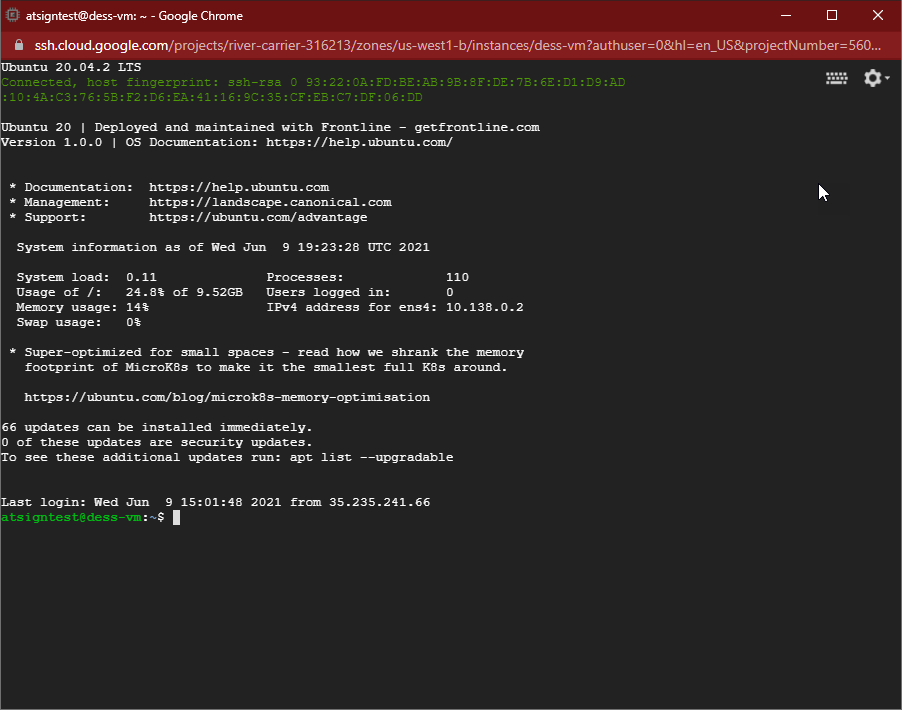 atsigntest@dess-vm: ~ - Google Chrome
ssh.cloud.google.com/projects/river-carrier-316213/zones/us-west1-b/instances/dess-vm?authuser=0&hl=en_US&projectNumber=560...
Ubuntu 20.04.2 LTS
Connected, host fingerprint: ssh-rsa 0 93:22:0A:FD:BE:AB:9B:8F:DE:7B:6E:D1:D9:AD
:10:4A:C3:76:5B:F2:D6:EA:41:16:9C:35:CF:EB:C7:DF:06:DD
Ubuntu 20 | Deployed and maintained with Frontline - getfrontline.com
Version 1.0.0 | OS Documentation: https://help.ubuntu.com/
* Documentation:  https://help.ubuntu.com
* Management:     https://landscape.canonical.com
* Support:        https://ubuntu.com/advantage
System information as of Wed Jun  9 19:23:28 UTC 2021
System load:  0.11              Processes:             110
Usage of /:   24.8% of 9.52GB   Users logged in:       0
Memory usage: 14%               IPv4 address for ens4: 10.138.0.2
Swap usage:   0%
* Super-optimized for small spaces - read how we shrank the memory
footprint of MicroK8s to make it the smallest full K8s around.
https://ubuntu.com/blog/microk8s-memory-optimisation
66 updates can be installed immediately.
0 of these updates are security updates.
To see these additional updates run: apt list --upgradable
Last login: Wed Jun  9 15:01:48 2021 from 35.235.241.66
atsigntest@dess-vm:~$